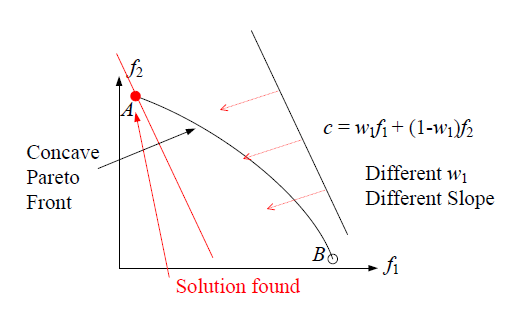 f₂
A
c = w₁f₁ + (1-w₁)f₂
Concave
Pareto
Front
Different w₁
Different Slope
B
f₁
Solution found